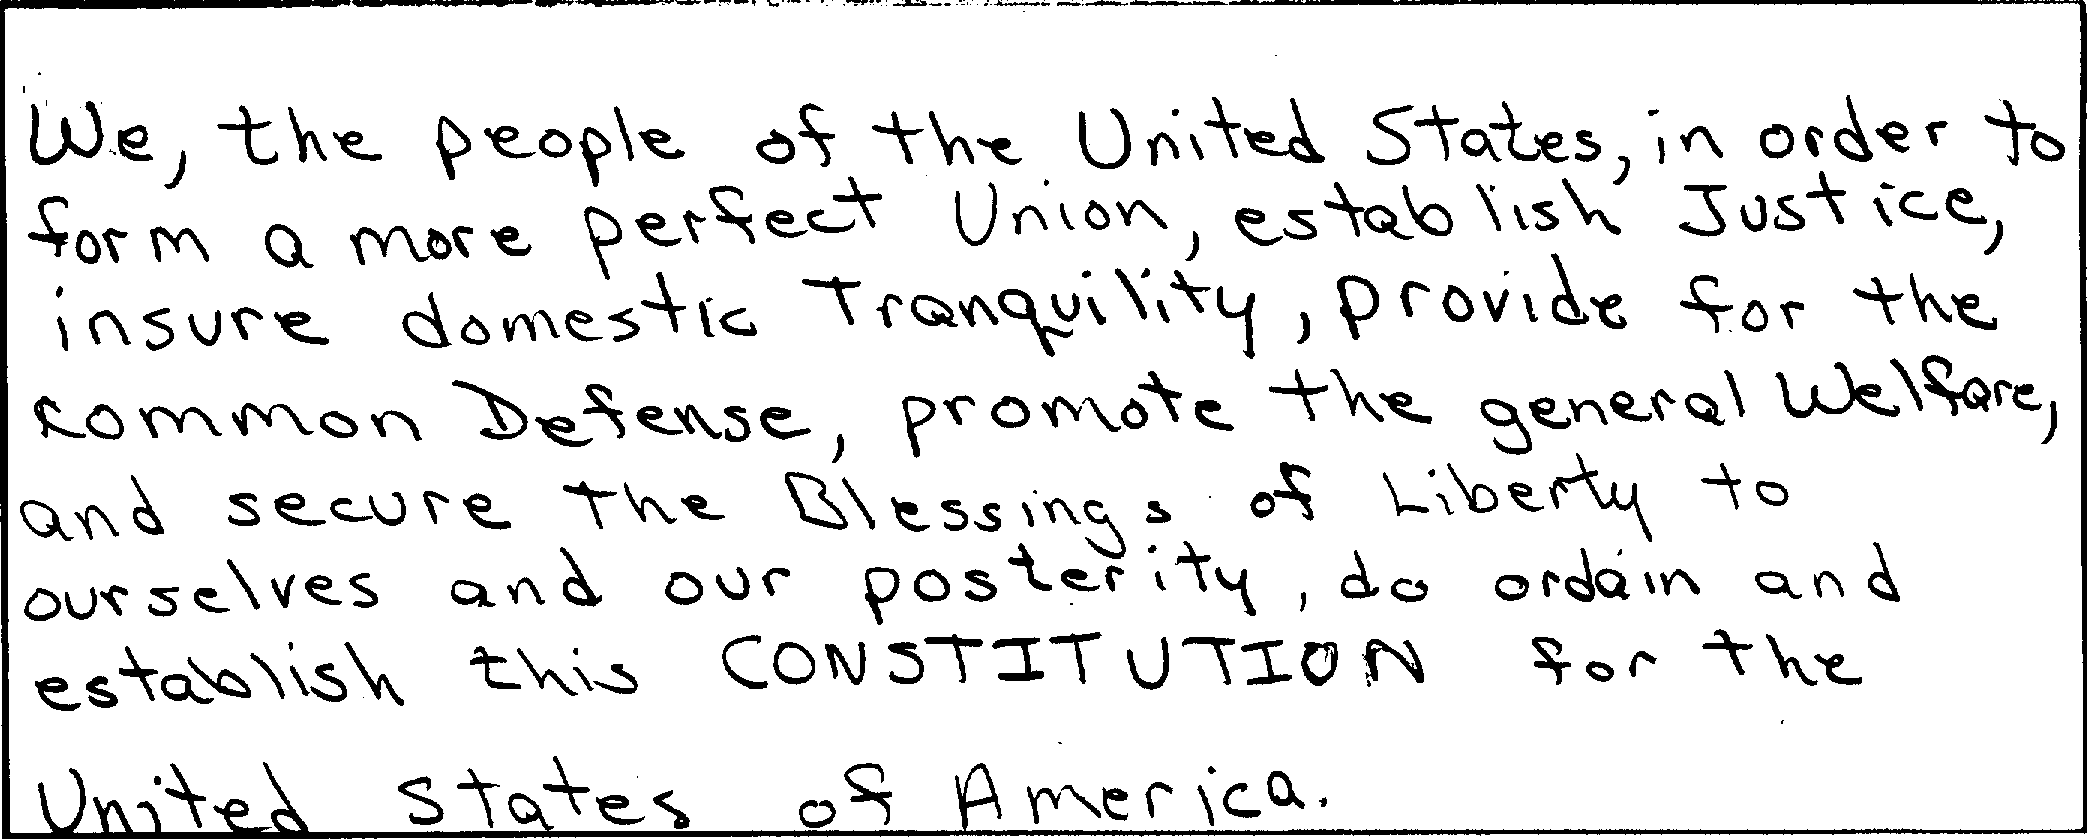 We, the people of the United States, in order to
form a more perfect Union, establish Justice,
insure domestic Tranquility, provide for the
common Defense, promote the general Welfare,
and secure the Blessings of Liberty to
ourselves and our posterity, do ordain and
establish this CONSTITUTION for the
United States of America.